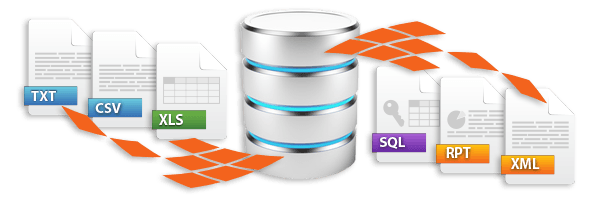 TXT
CSV
XLS
SQL
RPT
XML